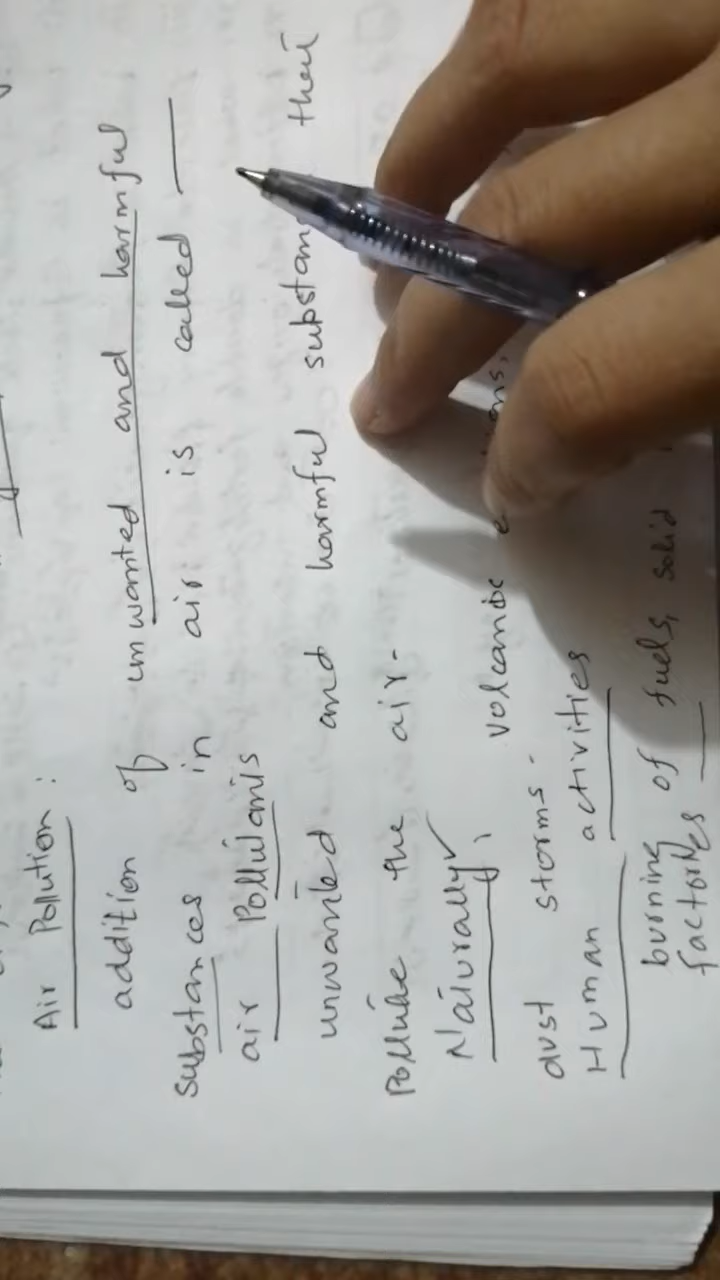 Air Pollution :
addition of unwanted and harmful
substances in air is called —
air Pollutants
unwanted and harmful substan that
Pollute the air.
Naturally, volcanic
dust storms.
Human activities
burning of fuels, solid
factories